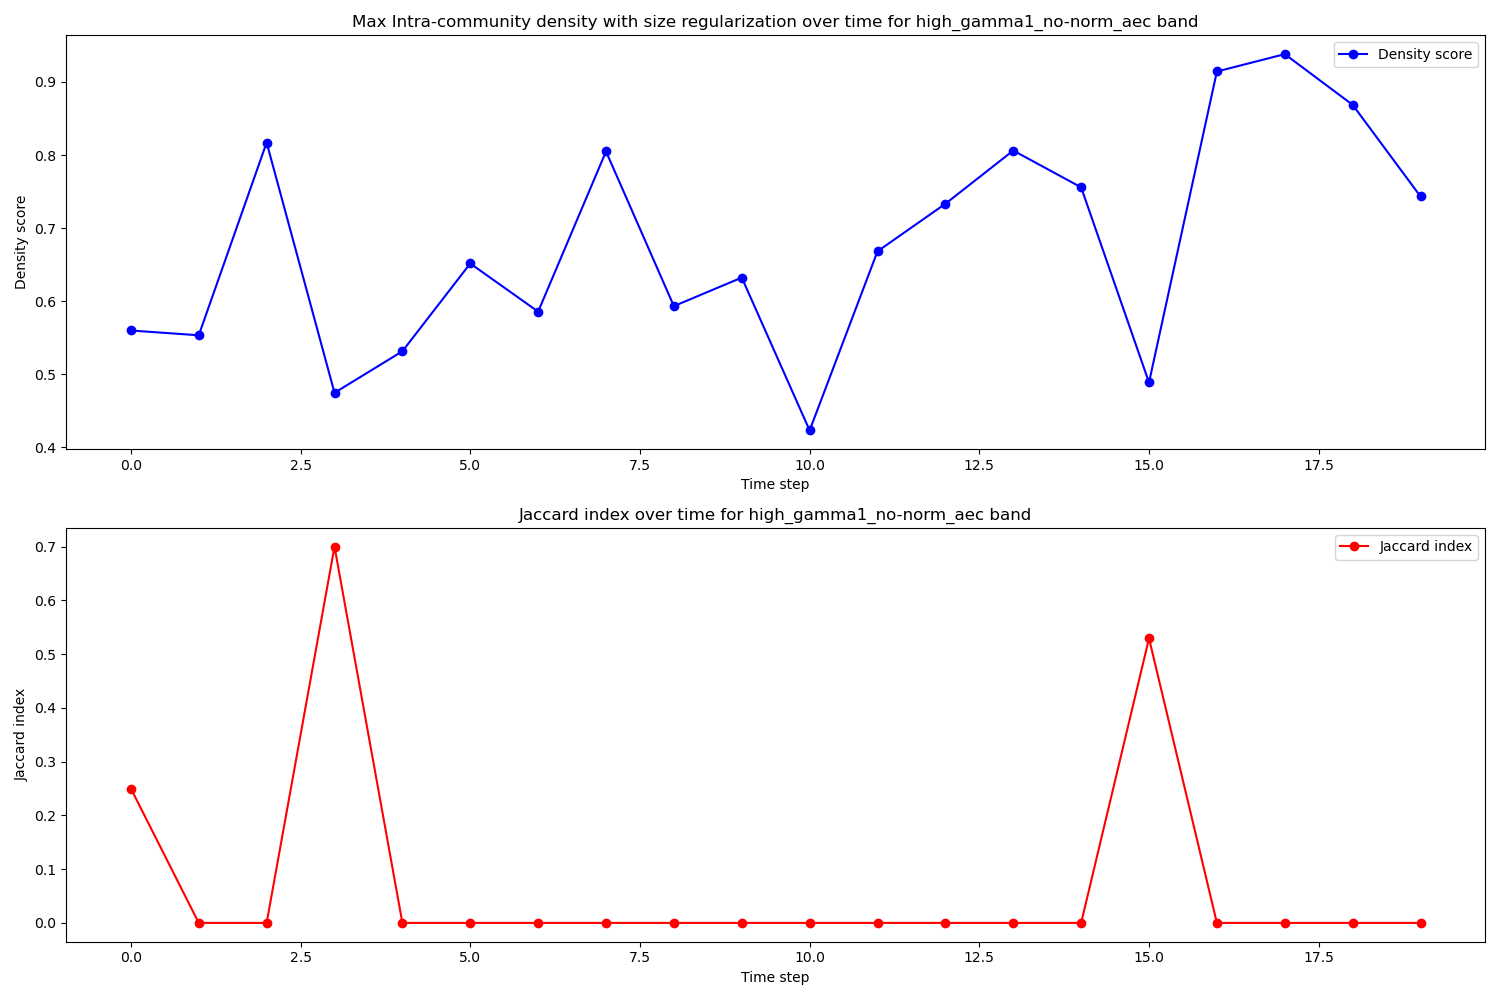 Max Intra-community density with size regularization over time for high_gamma1_no-norm_aec band
Density score
0.9
0.8
0.7
0.6
0.5
0.4
Density score
0.0 2.5 5.0 7.5 10.0 12.5 15.0 17.5
Time step
Jaccard index over time for high_gamma1_no-norm_aec band
Jaccard index
0.7
0.6
0.5
0.4
0.3
0.2
0.1
0.0
Jaccard index
0.0 2.5 5.0 7.5 10.0 12.5 15.0 17.5
Time step